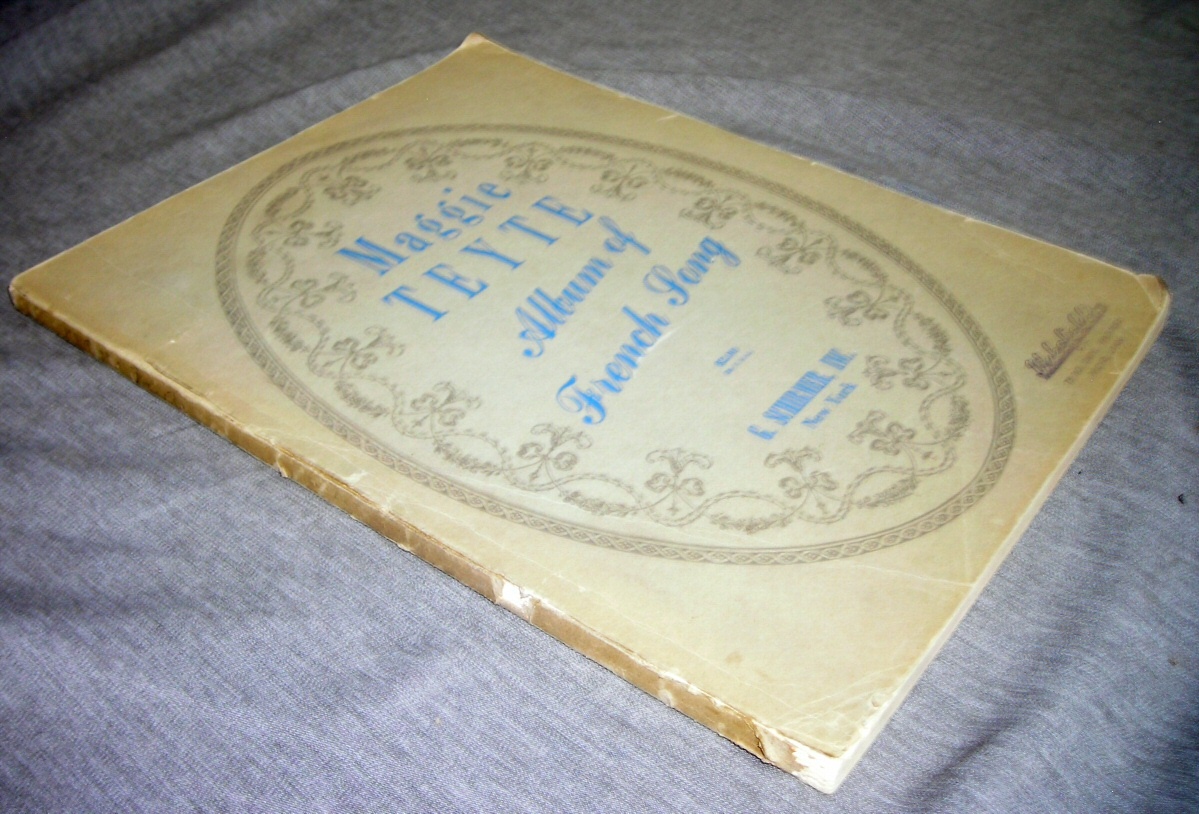 Maggie
TEYTE
Album of
French Song
G. SCHIRMER, INC.
New York